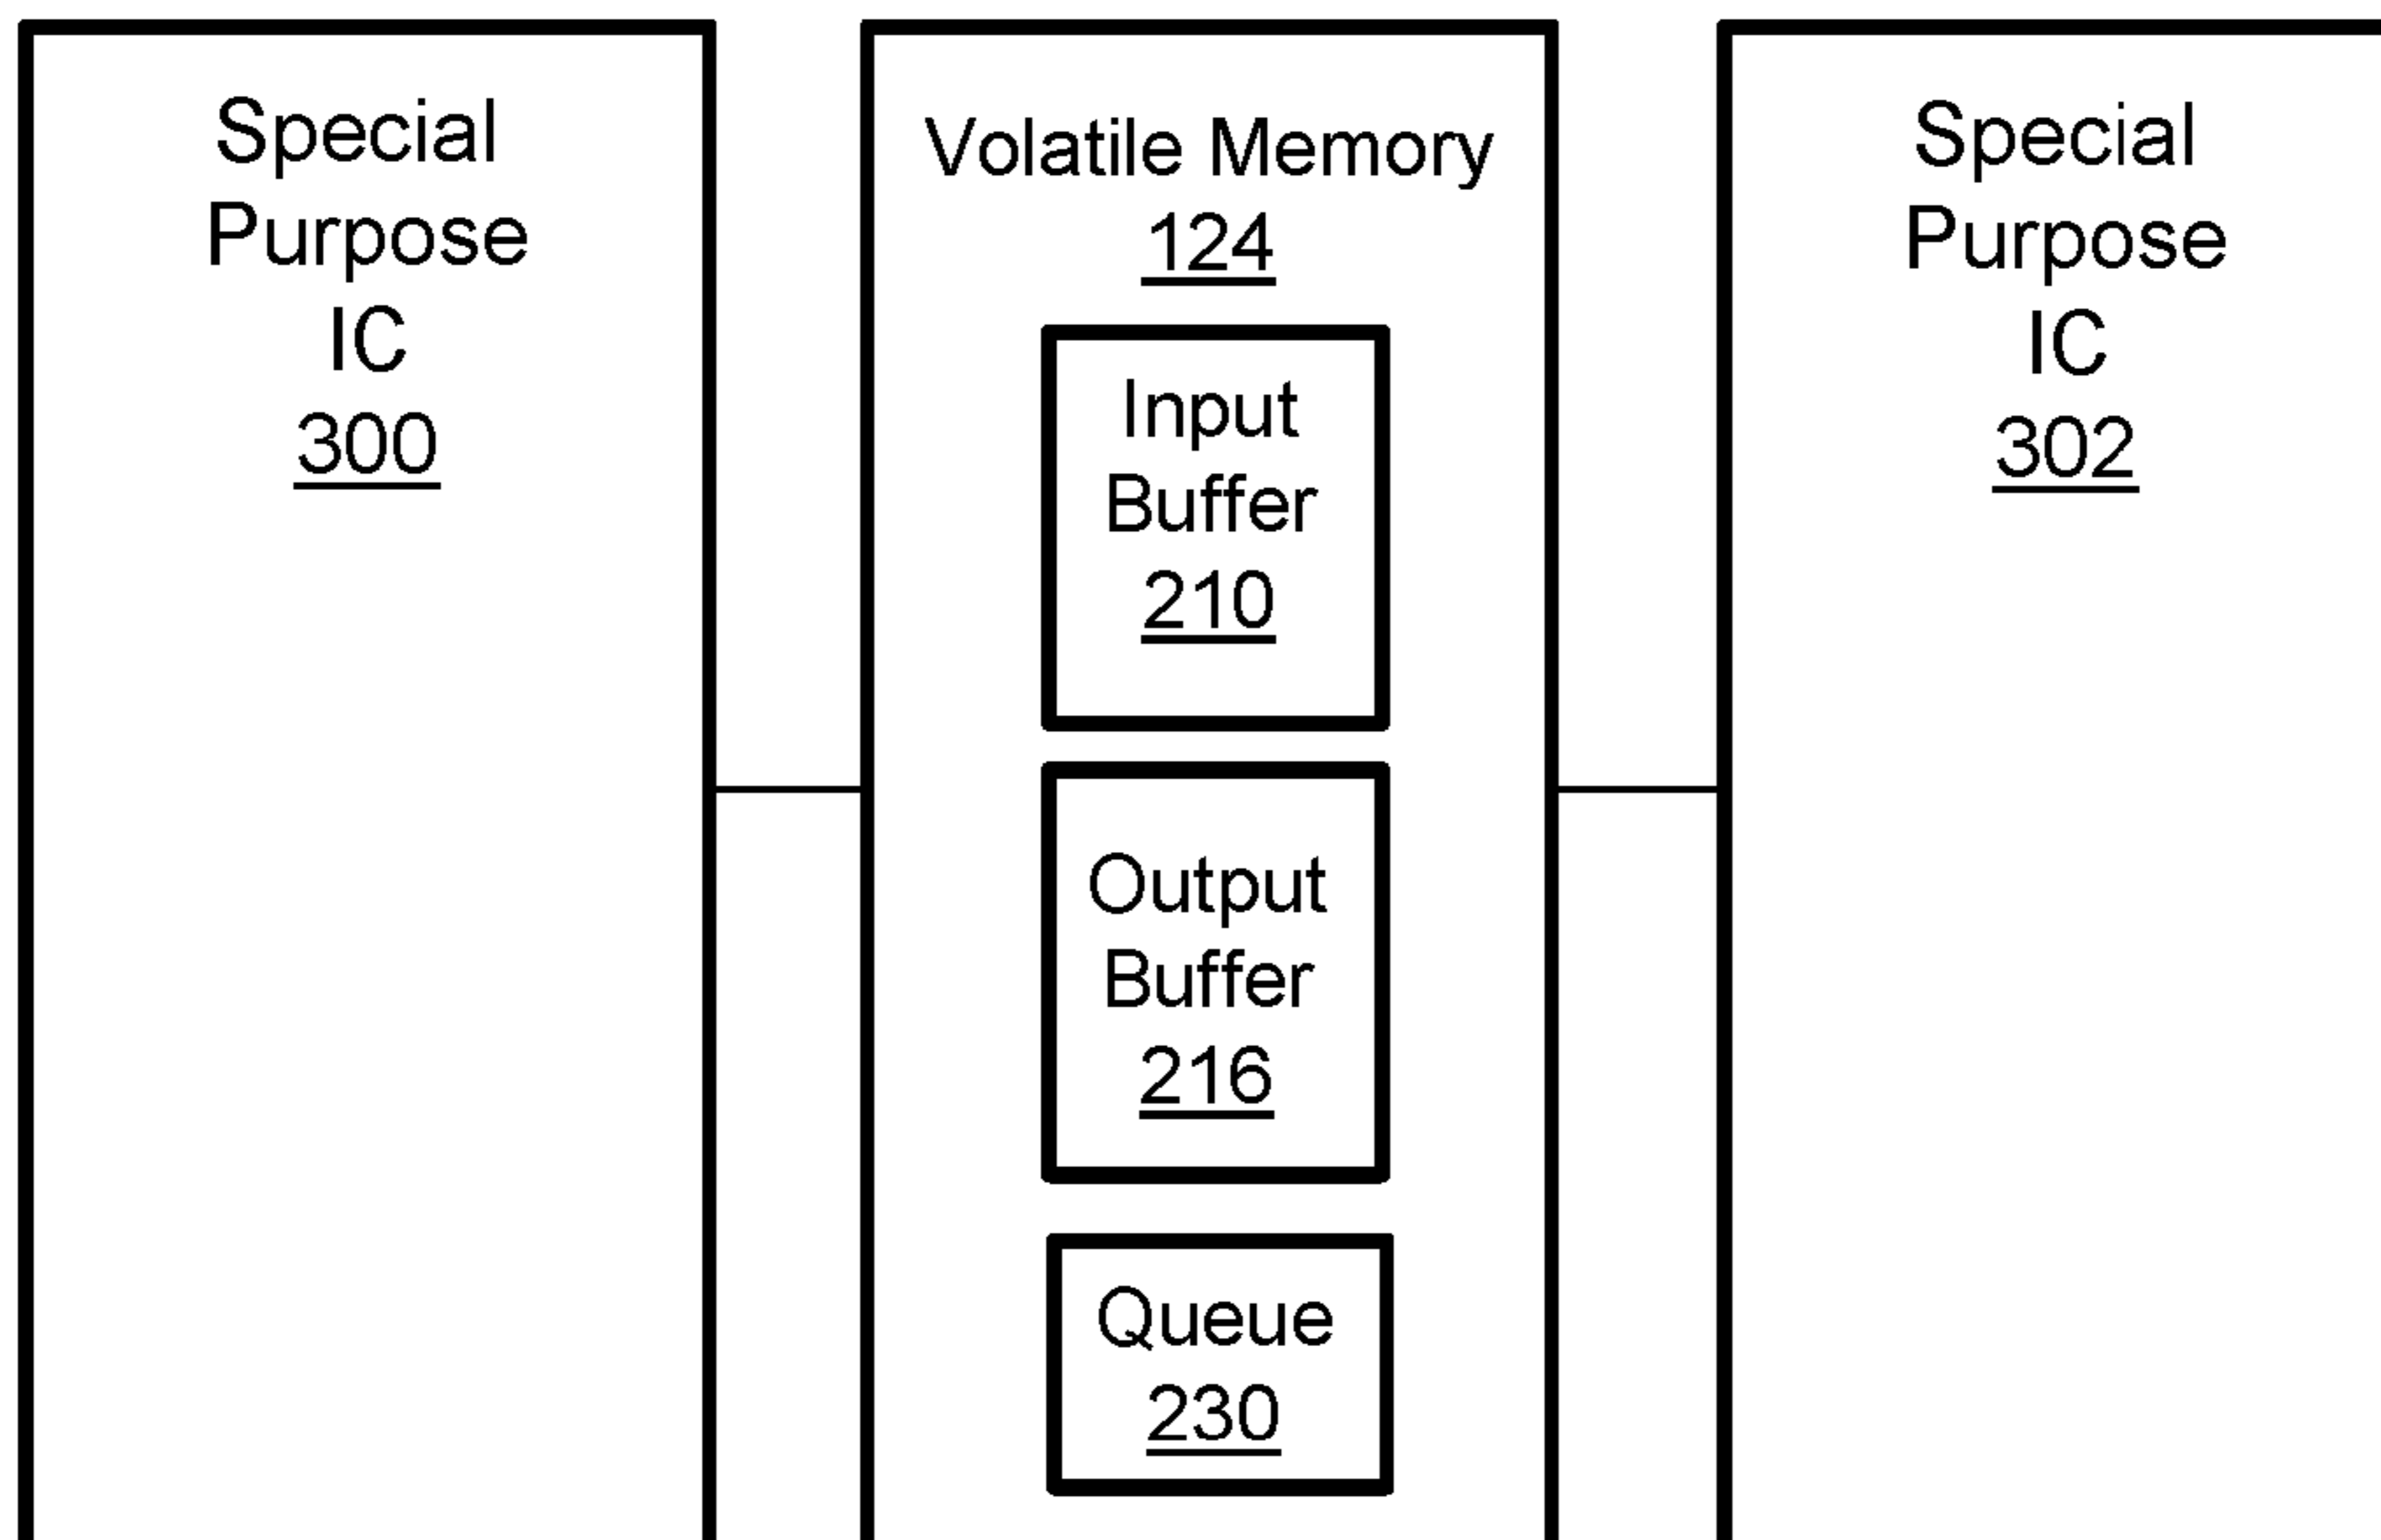 Special
Purpose
IC
300
Volatile Memory
124
Input
Buffer
210
Output
Buffer
216
Queue
230
Special
Purpose
IC
302